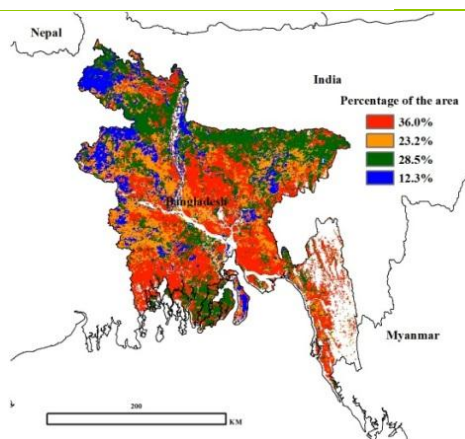 Nepal
India
Percentage of the area
36.0%
23.2%
28.5%
12.3%
Bangladesh
Myanmar
200
KM